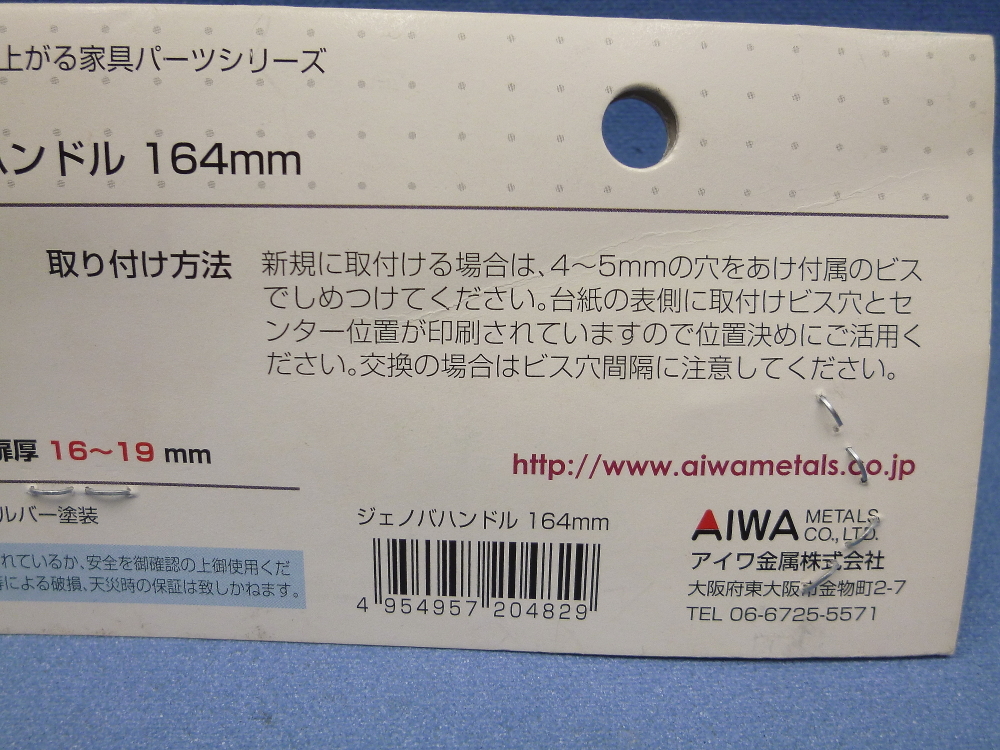 上がる家具パーツシリーズ
ハンドル 164mm
取り付け方法
新規に取付ける場合は、4〜5mmの穴をあけ付属のビス
でしめつけてください。台紙の表側に取付けビス穴とセ
ンター位置が印刷されていますので位置決めにご活用く
ださい。交換の場合はビス穴間隔に注意してください。
扉厚 16〜19 mm
http://www.aiwametals.co.jp
ルバー塗装
れているか、安全を御確認の上御使用くだ
による破損、天災時の保証は致しかねます。
ジェノバハンドル 164mm
4 954957 204829
AIWA METALS CO., LTD.
アイワ金属株式会社
大阪府東大阪市金物町2-7
TEL 06-6725-5571